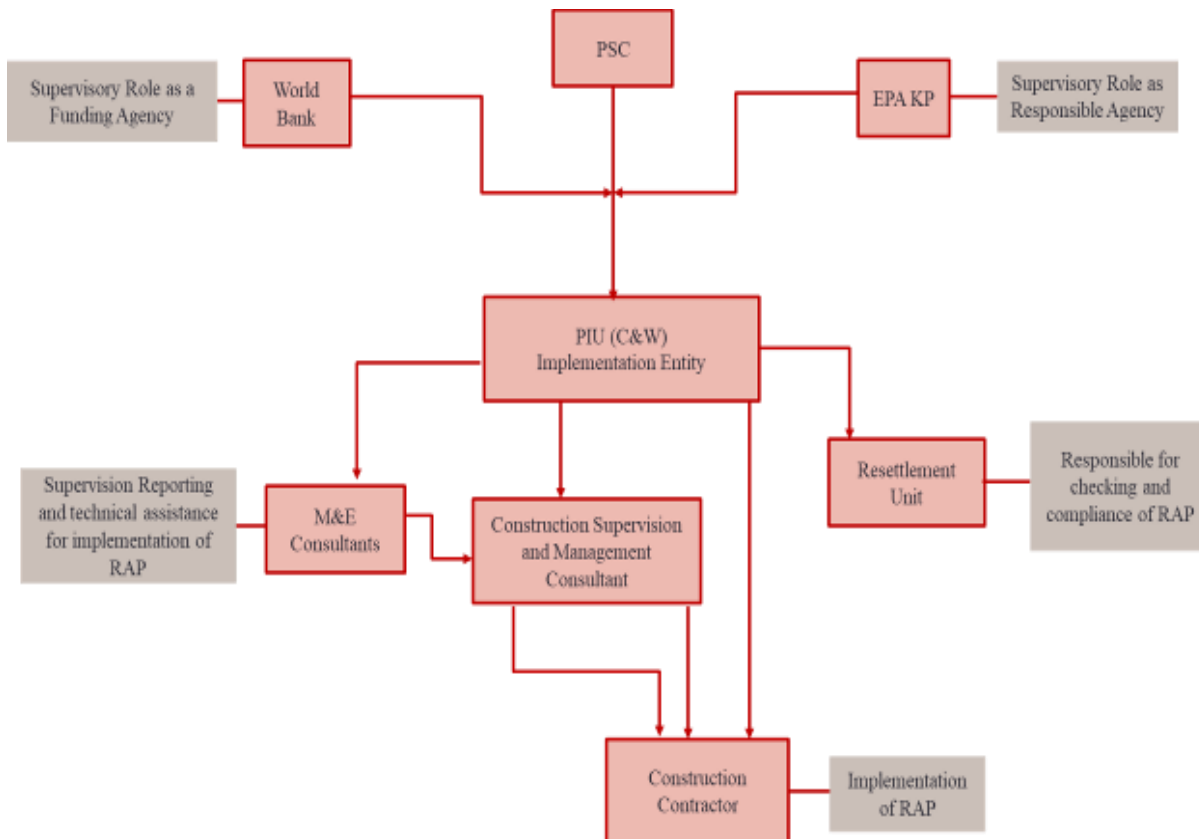 PSC
Supervisory Role as a
Funding Agency
World
Bank
EPA KP
Supervisory Role as
Responsible Agency
PIU (C&W)
Implementation Entity
Supervision Reporting
and technical assistance
for implementation of
RAP
M&E
Consultants
Construction Supervision
and Management
Consultant
Resettlement
Unit
Responsible for
checking and
compliance of RAP
Construction
Contractor
Implementation
of RAP